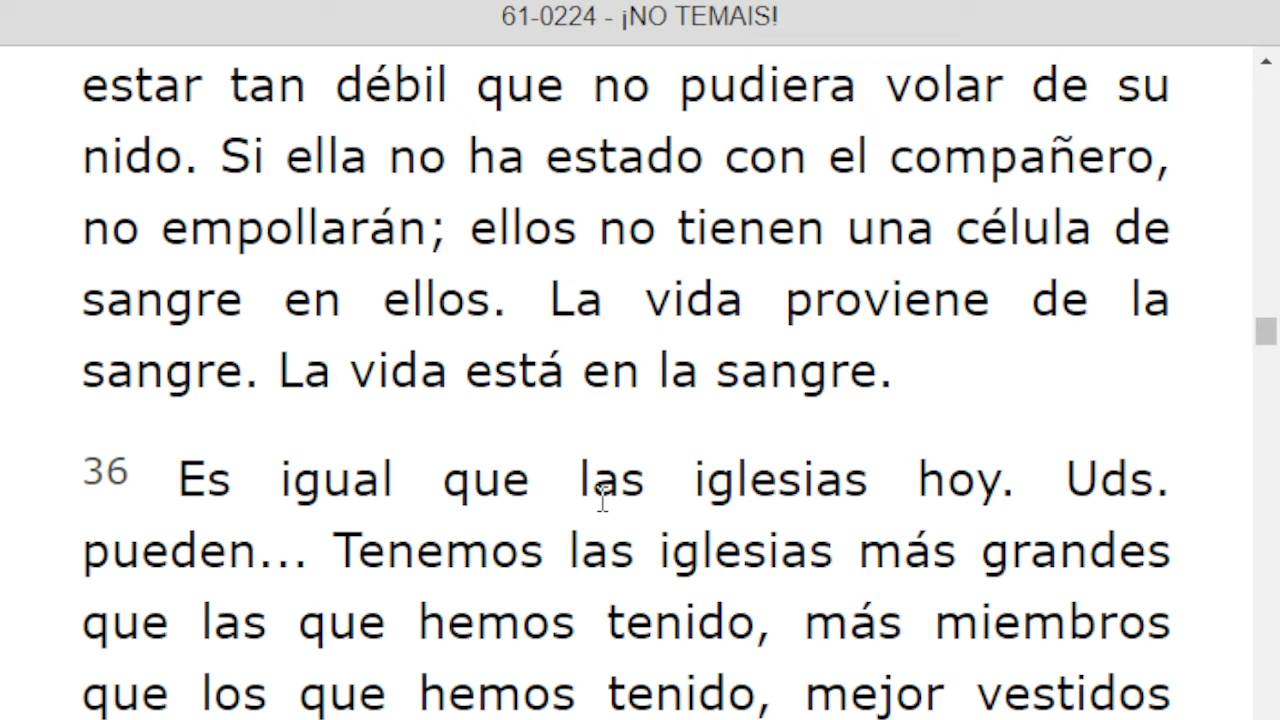 61-0224 - ¡NO TEMAIS!
estar tan débil que no pudiera volar de su
nido. Si ella no ha estado con el compañero,
no empollarán; ellos no tienen una célula de
sangre en ellos. La vida proviene de la
sangre. La vida está en la sangre.
36 Es igual que las iglesias hoy. Uds.
pueden... Tenemos las iglesias más grandes
que las que hemos tenido, más miembros
que los que hemos tenido, mejor vestidos